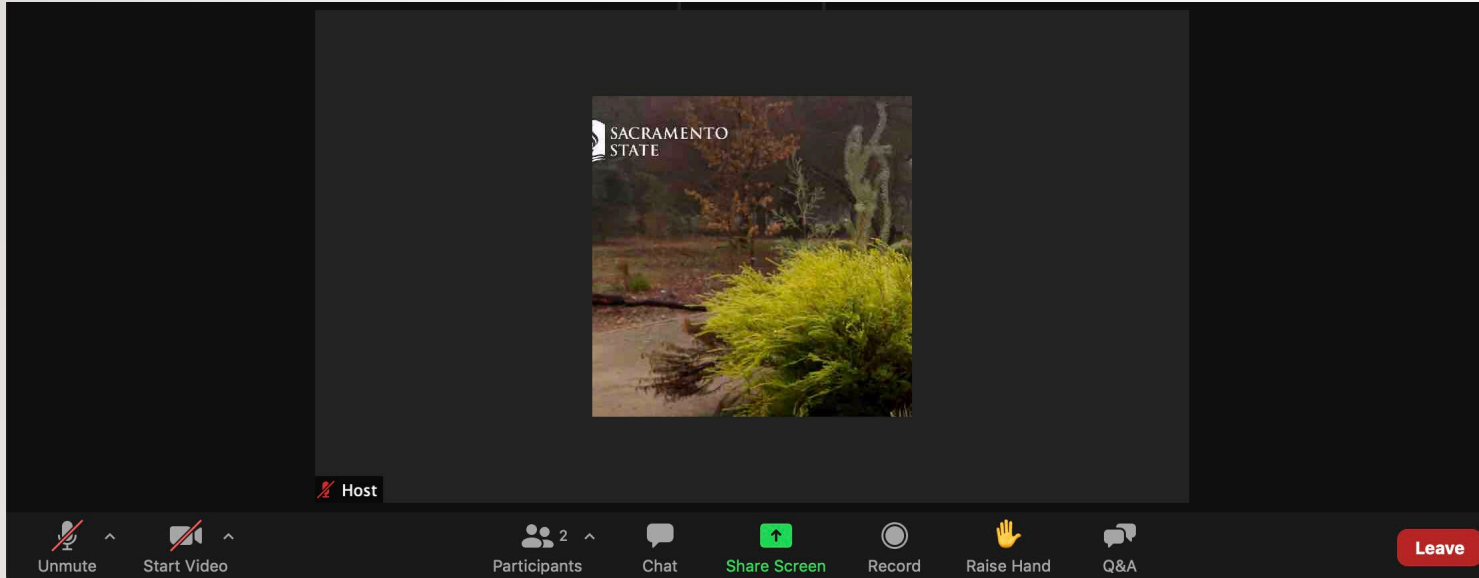 SACRAMENTO
STATE
Host
Unmute
Start Video
2
Participants
Chat
Share Screen
Record
Raise Hand
Q&A
Leave